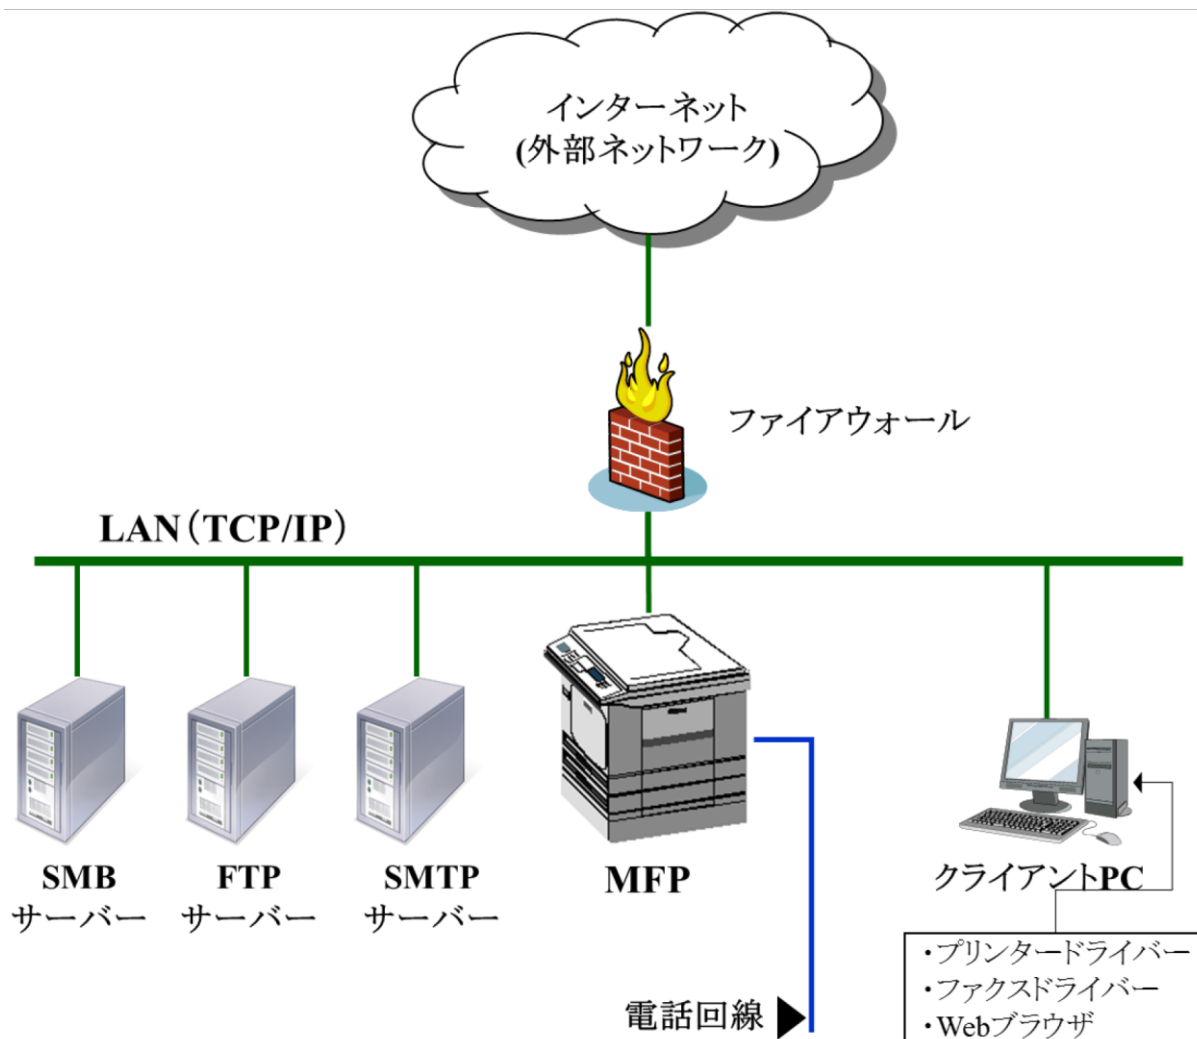 インターネット
(外部ネットワーク)
ファイアウォール
LAN（TCP/IP）
SMB
サーバー
FTP
サーバー
SMTP
サーバー
MFP
クライアントPC
電話回線
・プリンタードライバー
・ファクスドライバー
・Webブラウザ